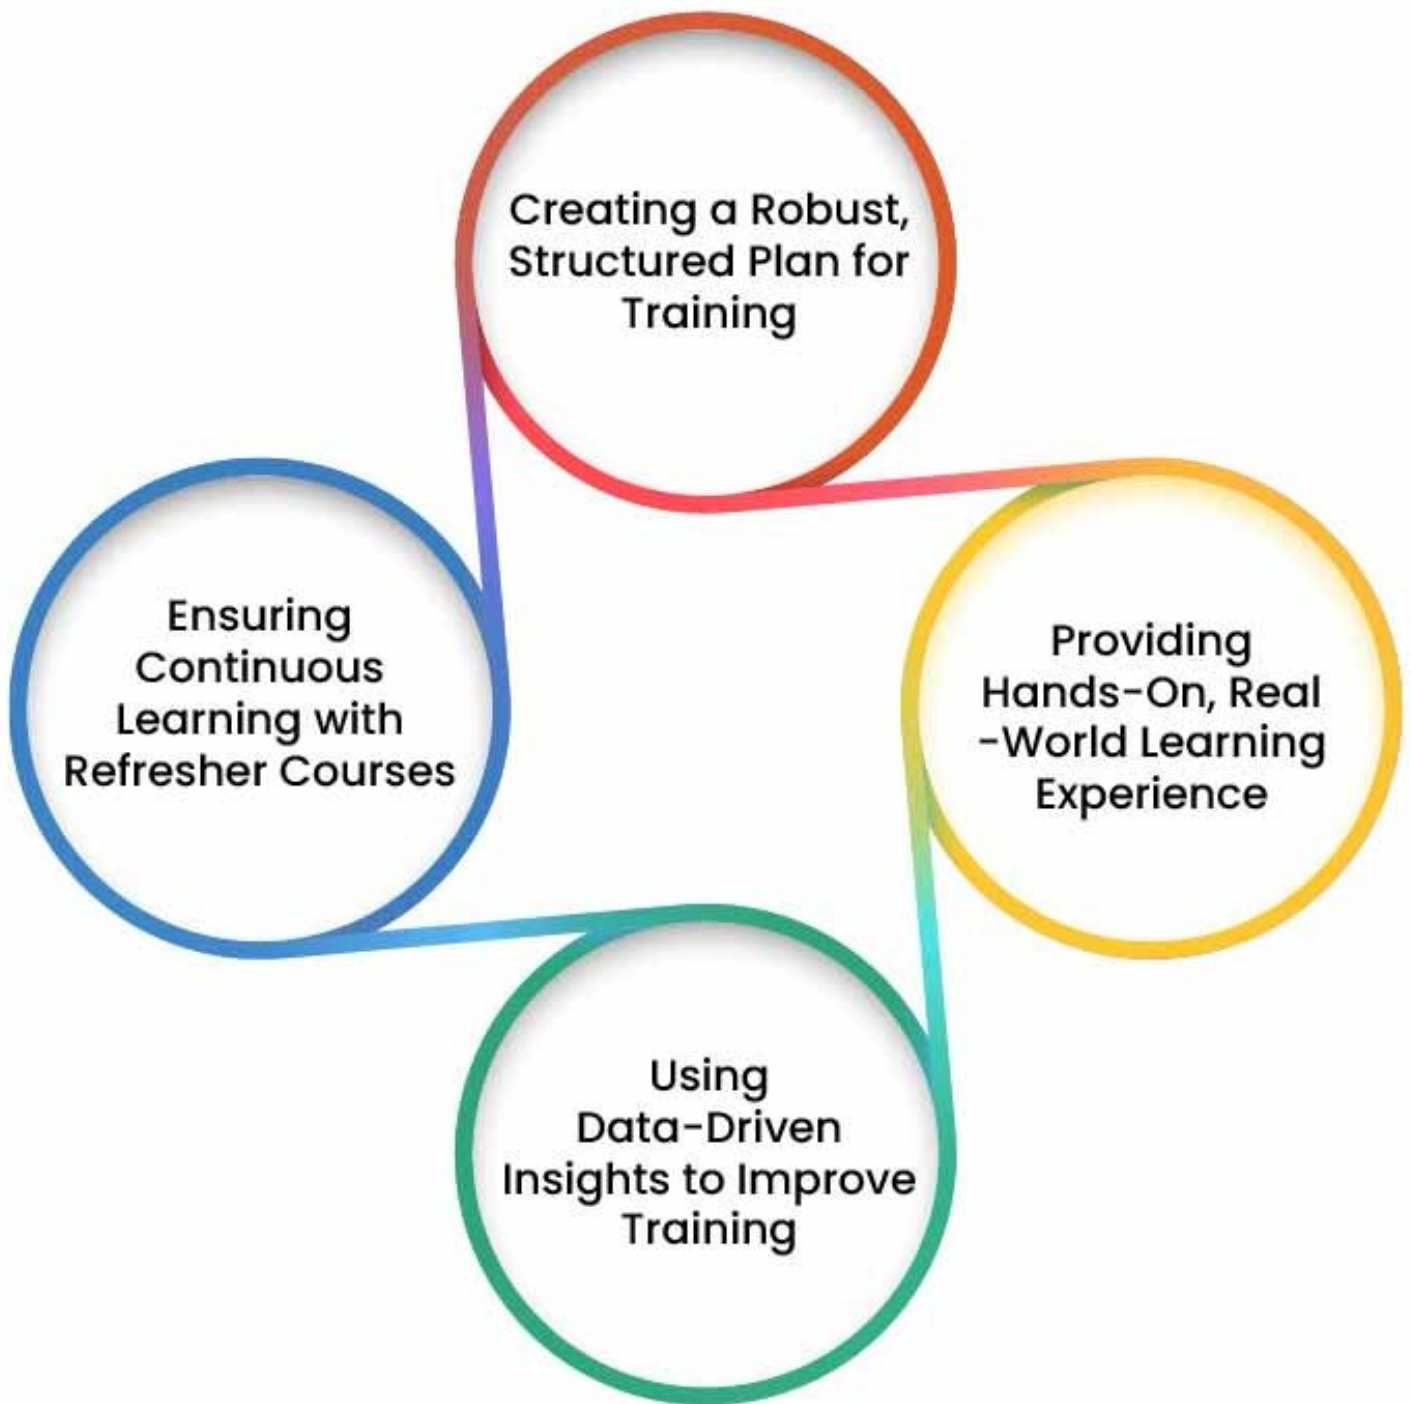 Creating a Robust,
Structured Plan for
Training
Ensuring
Continuous
Learning with
Refresher Courses
Providing
Hands-On, Real
-World Learning
Experience
Using
Data-Driven
Insights to Improve
Training